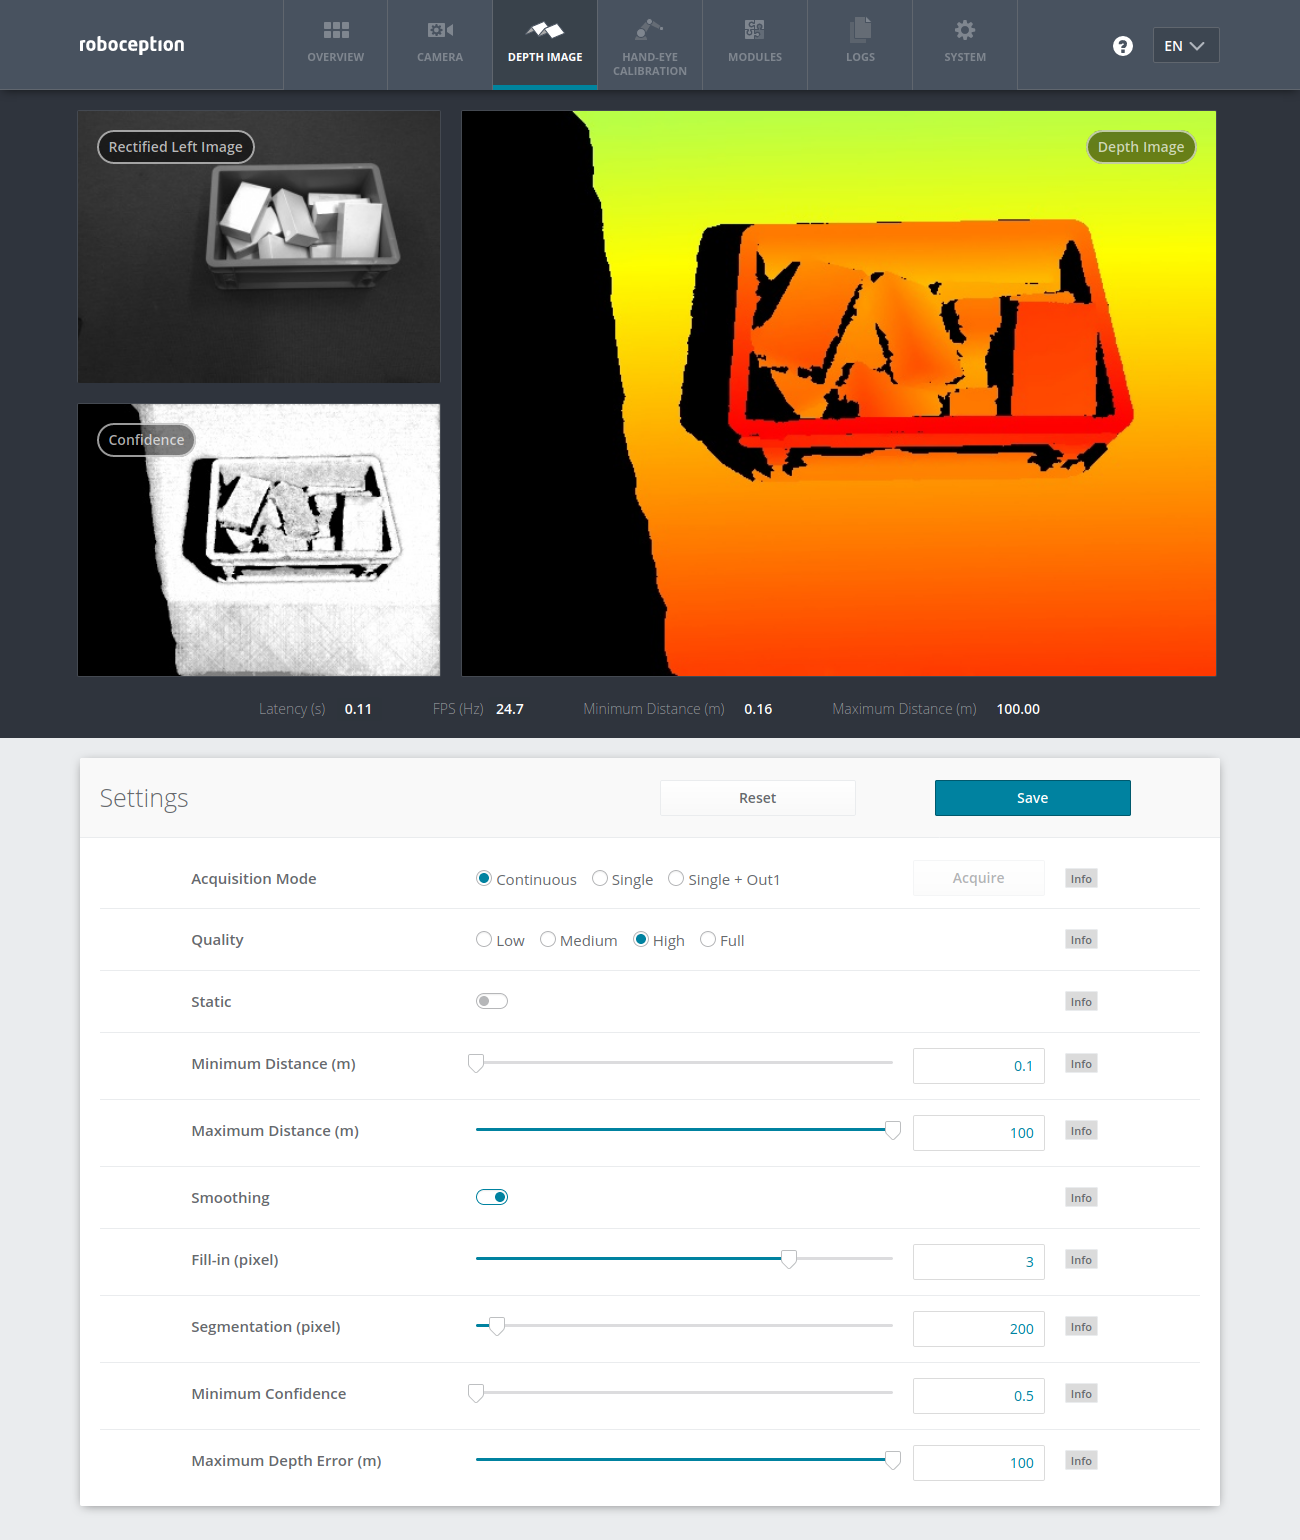 roboception
OVERVIEW
CAMERA
DEPTH IMAGE
HAND-EYE
CALIBRATION
MODULES
LOGS
SYSTEM
?
EN
Rectified Left Image
Depth Image
Confidence
Latency (s) 0.11 FPS (Hz) 24.7 Minimum Distance (m) 0.16 Maximum Distance (m) 100.00
Settings Reset Save
Acquisition Mode Continuous Single Single + Out1 Acquire Info
Quality Low Medium High Full Info
Static Info
Minimum Distance (m) 0.1 Info
Maximum Distance (m) 100 Info
Smoothing Info
Fill-in (pixel) 3 Info
Segmentation (pixel) 200 Info
Minimum Confidence 0.5 Info
Maximum Depth Error (m) 100 Info